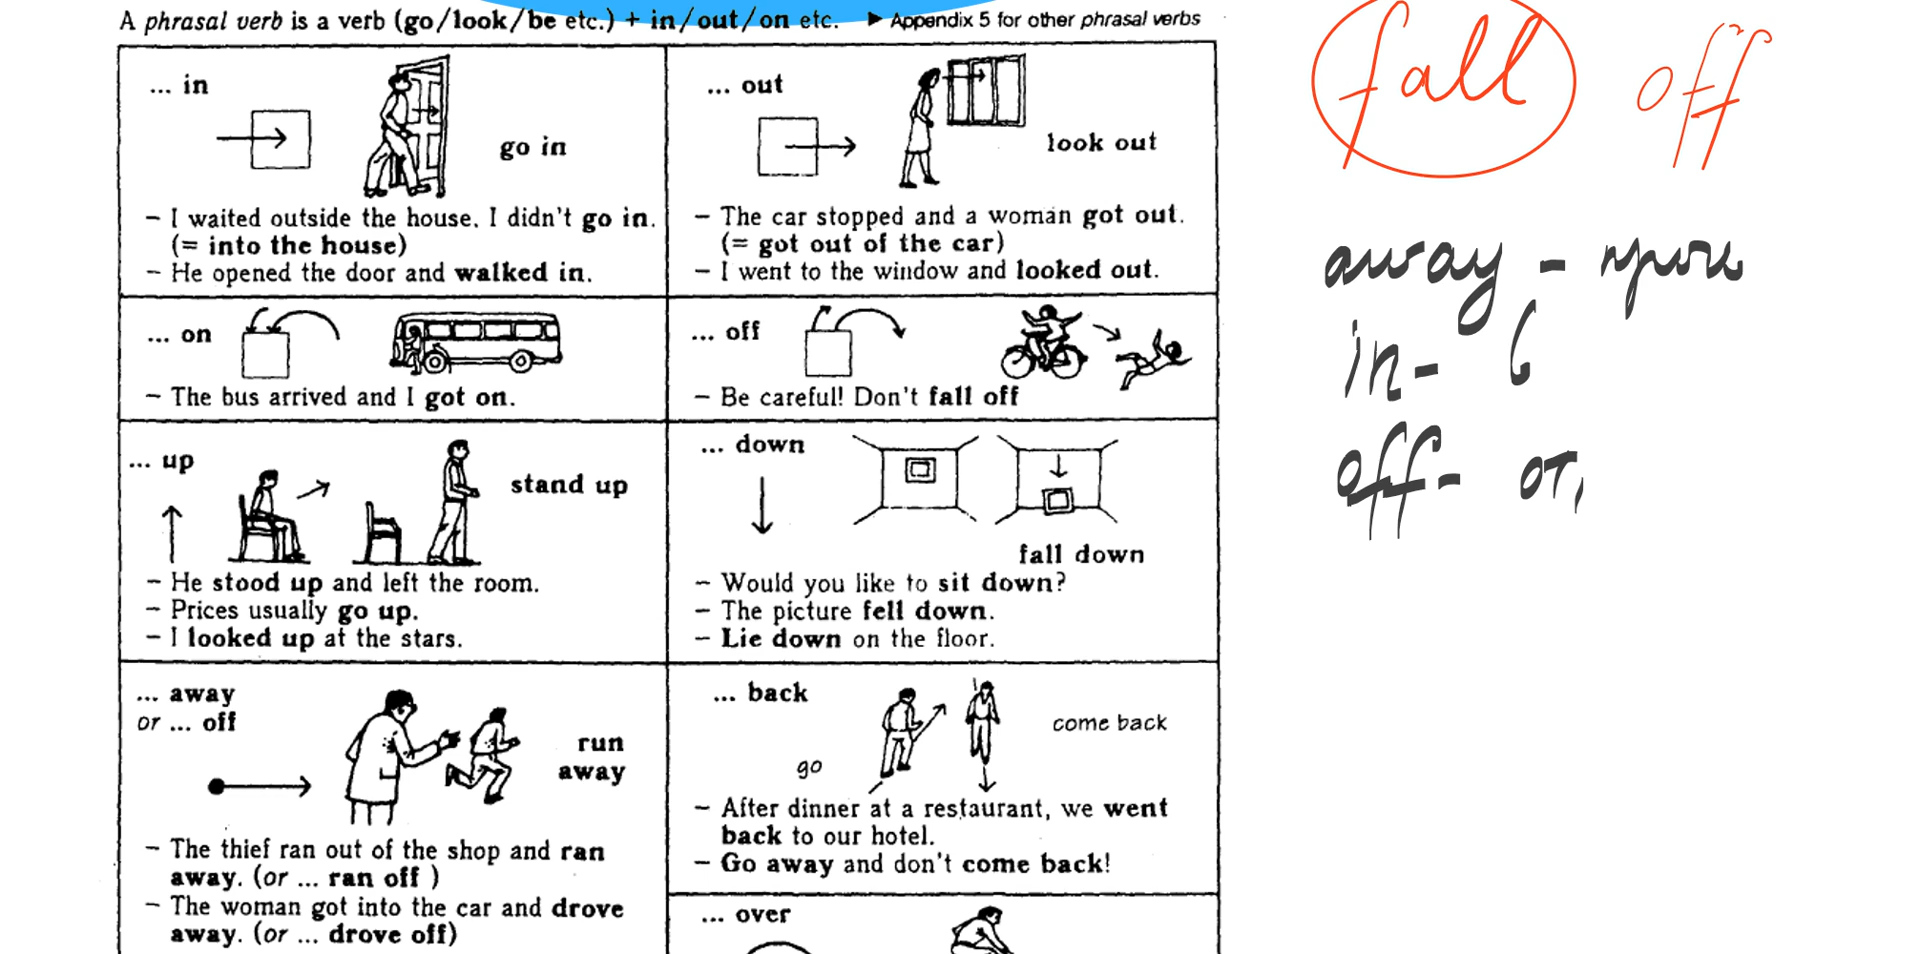 A phrasal verb is a verb (go/look/be etc.) + in/out/on etc. ► Appendix 5 for other phrasal verbs
... in
go in
– I waited outside the house. I didn't go in.
(= into the house)
– He opened the door and walked in.
... out
look out
– The car stopped and a woman got out.
(= got out of the car)
– I went to the window and looked out.
... on
– The bus arrived and I got on.
... off
– Be careful! Don't fall off
... up
stand up
– He stood up and left the room.
– Prices usually go up.
– I looked up at the stars.
... down
fall down
– Would you like to sit down?
– The picture fell down.
– Lie down on the floor.
... away
or ... off
run
away
– The thief ran out of the shop and ran
away. (or ... ran off )
– The woman got into the car and drove
away. (or ... drove off)
... back
go
come back
– After dinner at a restaurant, we went
back to our hotel.
– Go away and don't come back!
... over
fall off
away -
in- в
off- от,